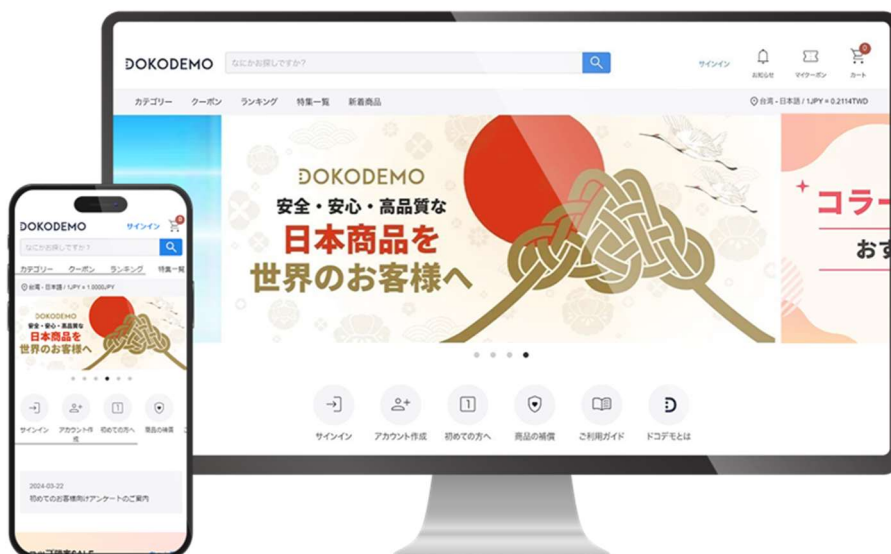 DOKODEMO
なにかお探しですか?
サインイン
お知らせ
マイクーポン
0
カート
カテゴリー クーポン ランキング 特集一覧 新着商品
台湾 - 日本語 / 1JPY = 0.2114TWD
DOKODEMO
安全・安心・高品質な
日本商品を
世界のお客様へ
コラー
おす
サインイン
アカウント作成
初めての方へ
商品の補償
ご利用ガイド
ドコデモとは
DOKODEMO
サインイン
0
なにかお探しですか?
カテゴリー クーポン ランキング 特集一覧
台湾 - 日本語 / 1JPY = 1.0000JPY
DOKODEMO
安全・安心・高品質な
日本商品を
世界のお客様へ
サインイン
アカウント作
成
初めての方へ
商品の補償
2024-03-22
初めてのお客様向けアンケートのご案内